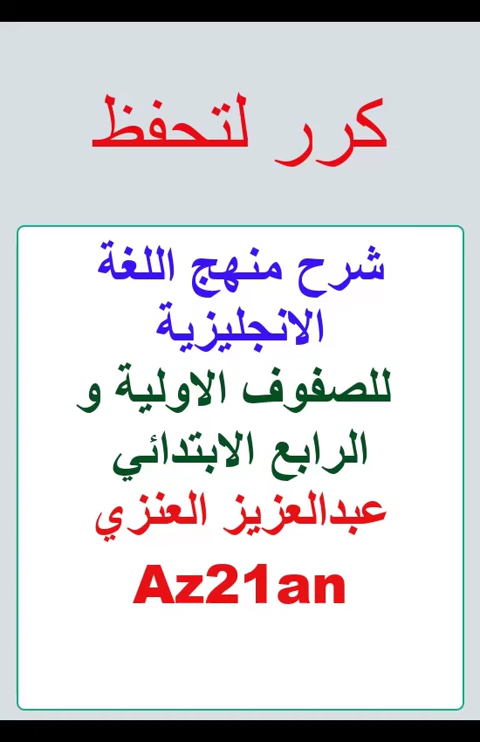 كرر لتحفظ
شرح منهج اللغة
الانجليزية
للصفوف الاولية و
الرابع الابتدائي
عبدالعزيز العنزي
Az21an